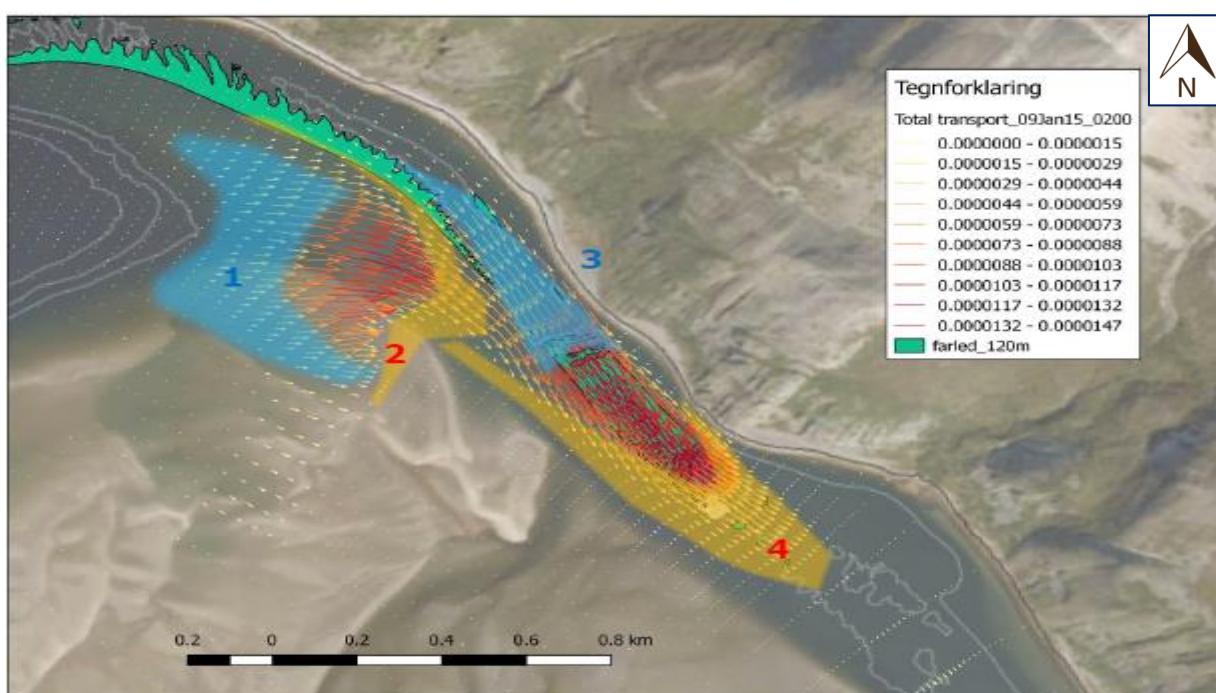 N
Tegnforklaring
Total transport_09Jan15_0200
0.0000000 - 0.0000015
0.0000015 - 0.0000029
0.0000029 - 0.0000044
0.0000044 - 0.0000059
0.0000059 - 0.0000073
0.0000073 - 0.0000088
0.0000088 - 0.0000103
0.0000103 - 0.0000117
0.0000117 - 0.0000132
0.0000132 - 0.0000147
farled_120m
1
2
3
4
0.2 0 0.2 0.4 0.6 0.8 km